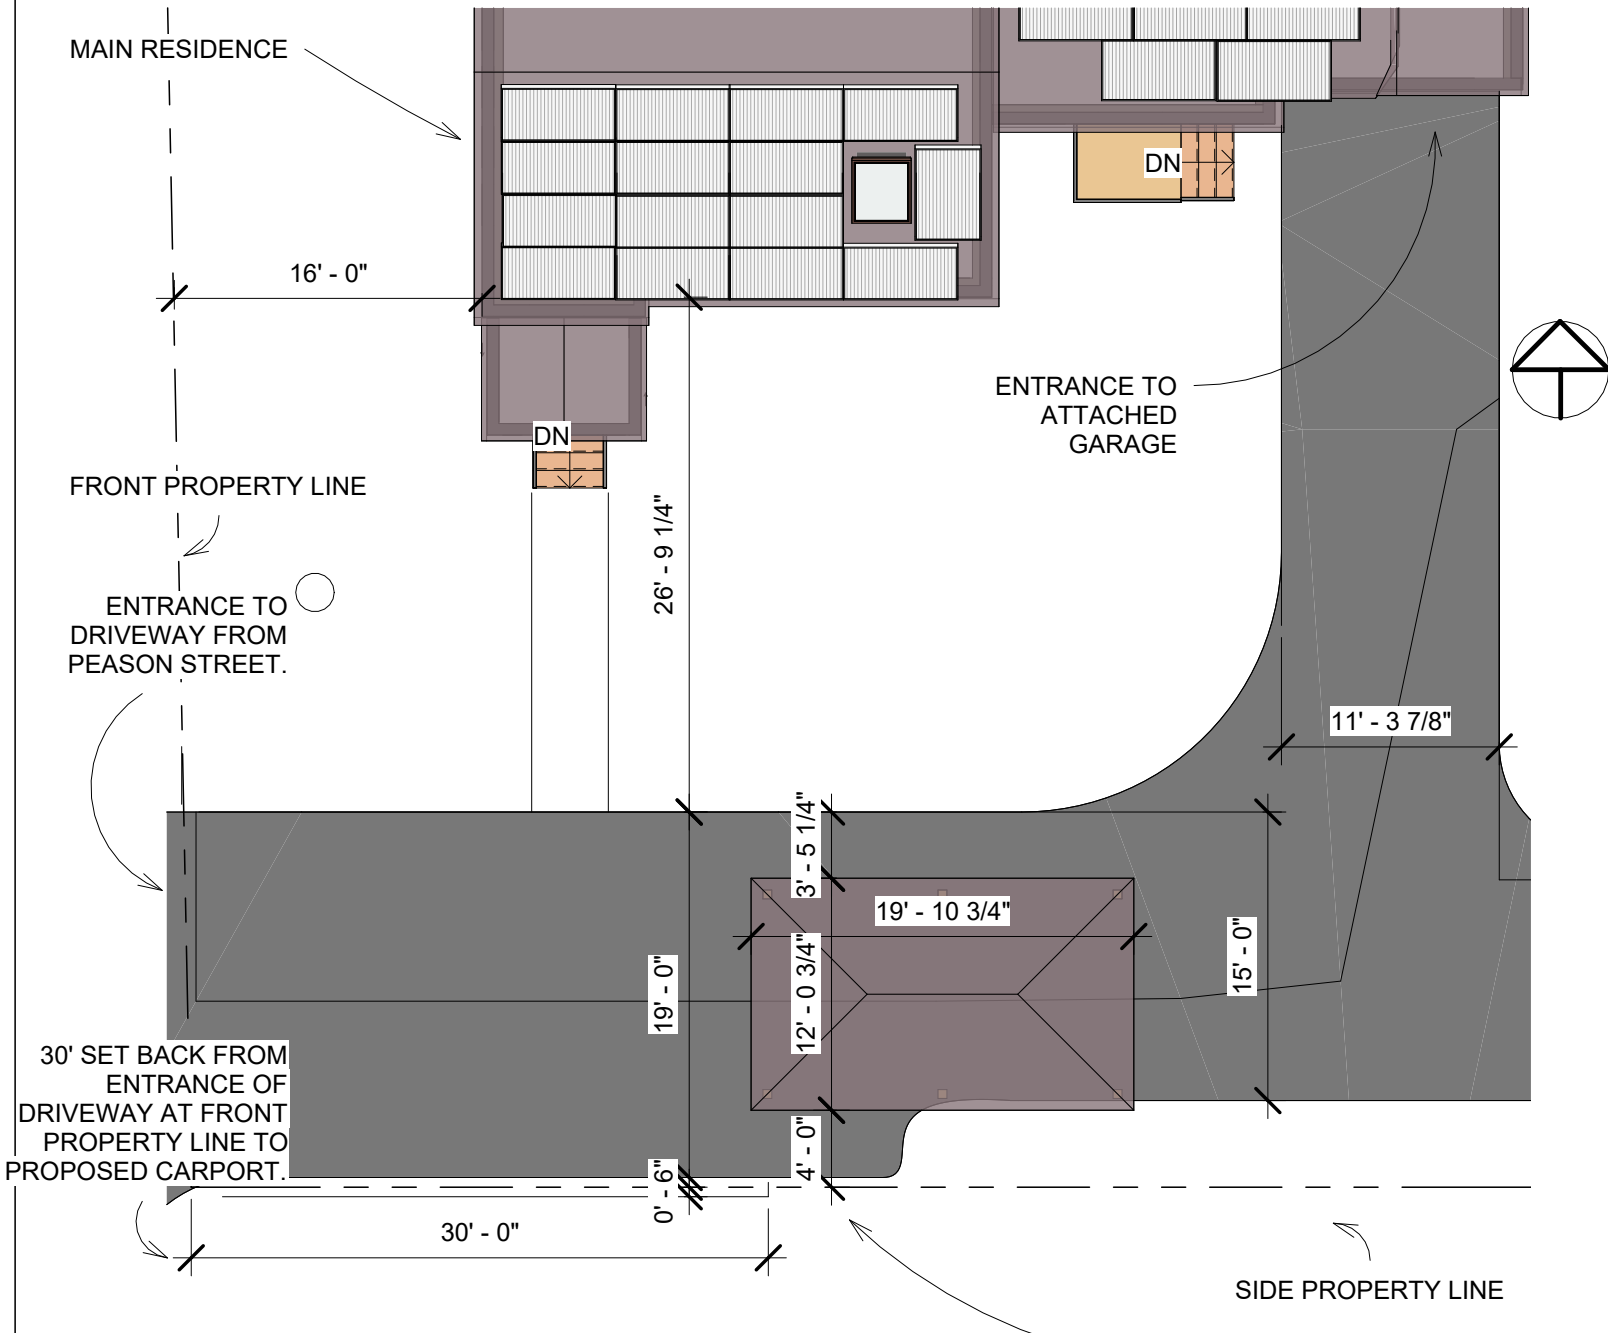 MAIN RESIDENCE
DN
16' - 0"
ENTRANCE TO
ATTACHED
GARAGE
DN
FRONT PROPERTY LINE
26' - 9 1/4"
ENTRANCE TO
DRIVEWAY FROM
PEASON STREET.
11' - 3 7/8"
3' - 5 1/4"
19' - 10 3/4"
19' - 0"
12' - 0 3/4"
15' - 0"
30' SET BACK FROM
ENTRANCE OF
DRIVEWAY AT FRONT
PROPERTY LINE TO
PROPOSED CARPORT.
4' - 0"
0' - 6"
30' - 0"
SIDE PROPERTY LINE